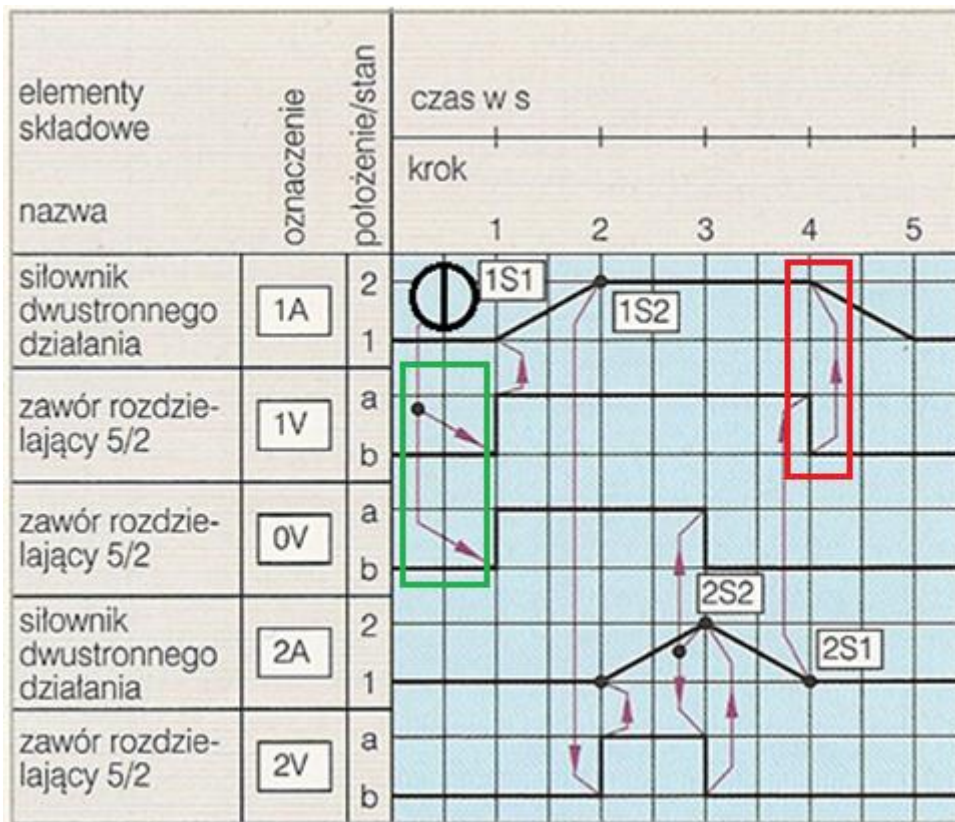 elementy
składowe
nazwa
oznaczenie
położenie/stan
czas w s
krok
1 2 3 4 5
siłownik
dwustronnego
działania
1A
2
1
1S1
1S2
zawór rozdzie-
lający 5/2
1V
a
b
zawór rozdzie-
lający 5/2
0V
a
b
siłownik
dwustronnego
działania
2A
2
1
2S2
2S1
zawór rozdzie-
lający 5/2
2V
a
b